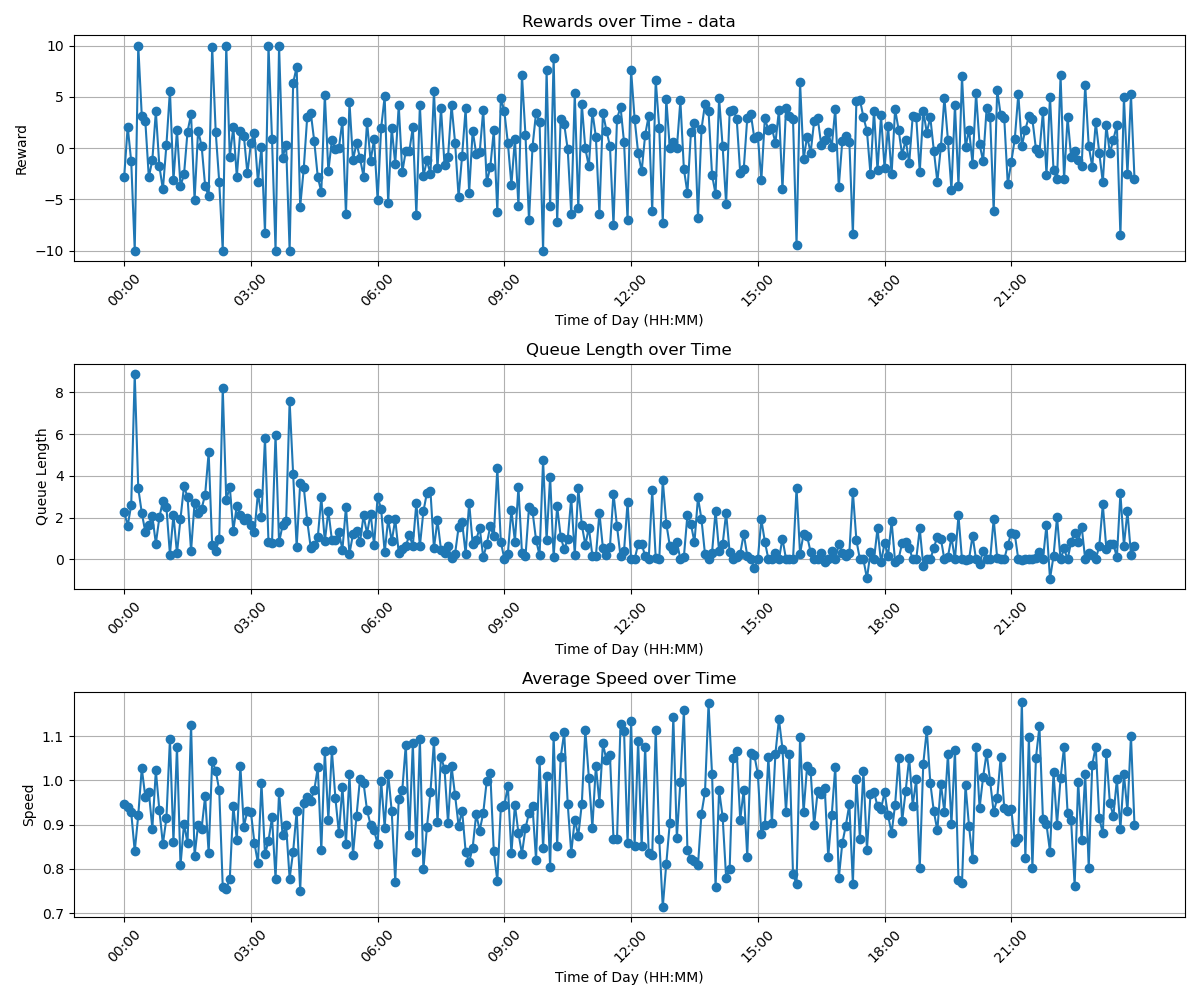 Rewards over Time - data
10
5
0
−5
−10
Reward
00:00 03:00 06:00 09:00 12:00 15:00 18:00 21:00
Time of Day (HH:MM)
Queue Length over Time
8
6
4
2
0
Queue Length
00:00 03:00 06:00 09:00 12:00 15:00 18:00 21:00
Time of Day (HH:MM)
Average Speed over Time
1.1
1.0
0.9
0.8
0.7
Speed
00:00 03:00 06:00 09:00 12:00 15:00 18:00 21:00
Time of Day (HH:MM)